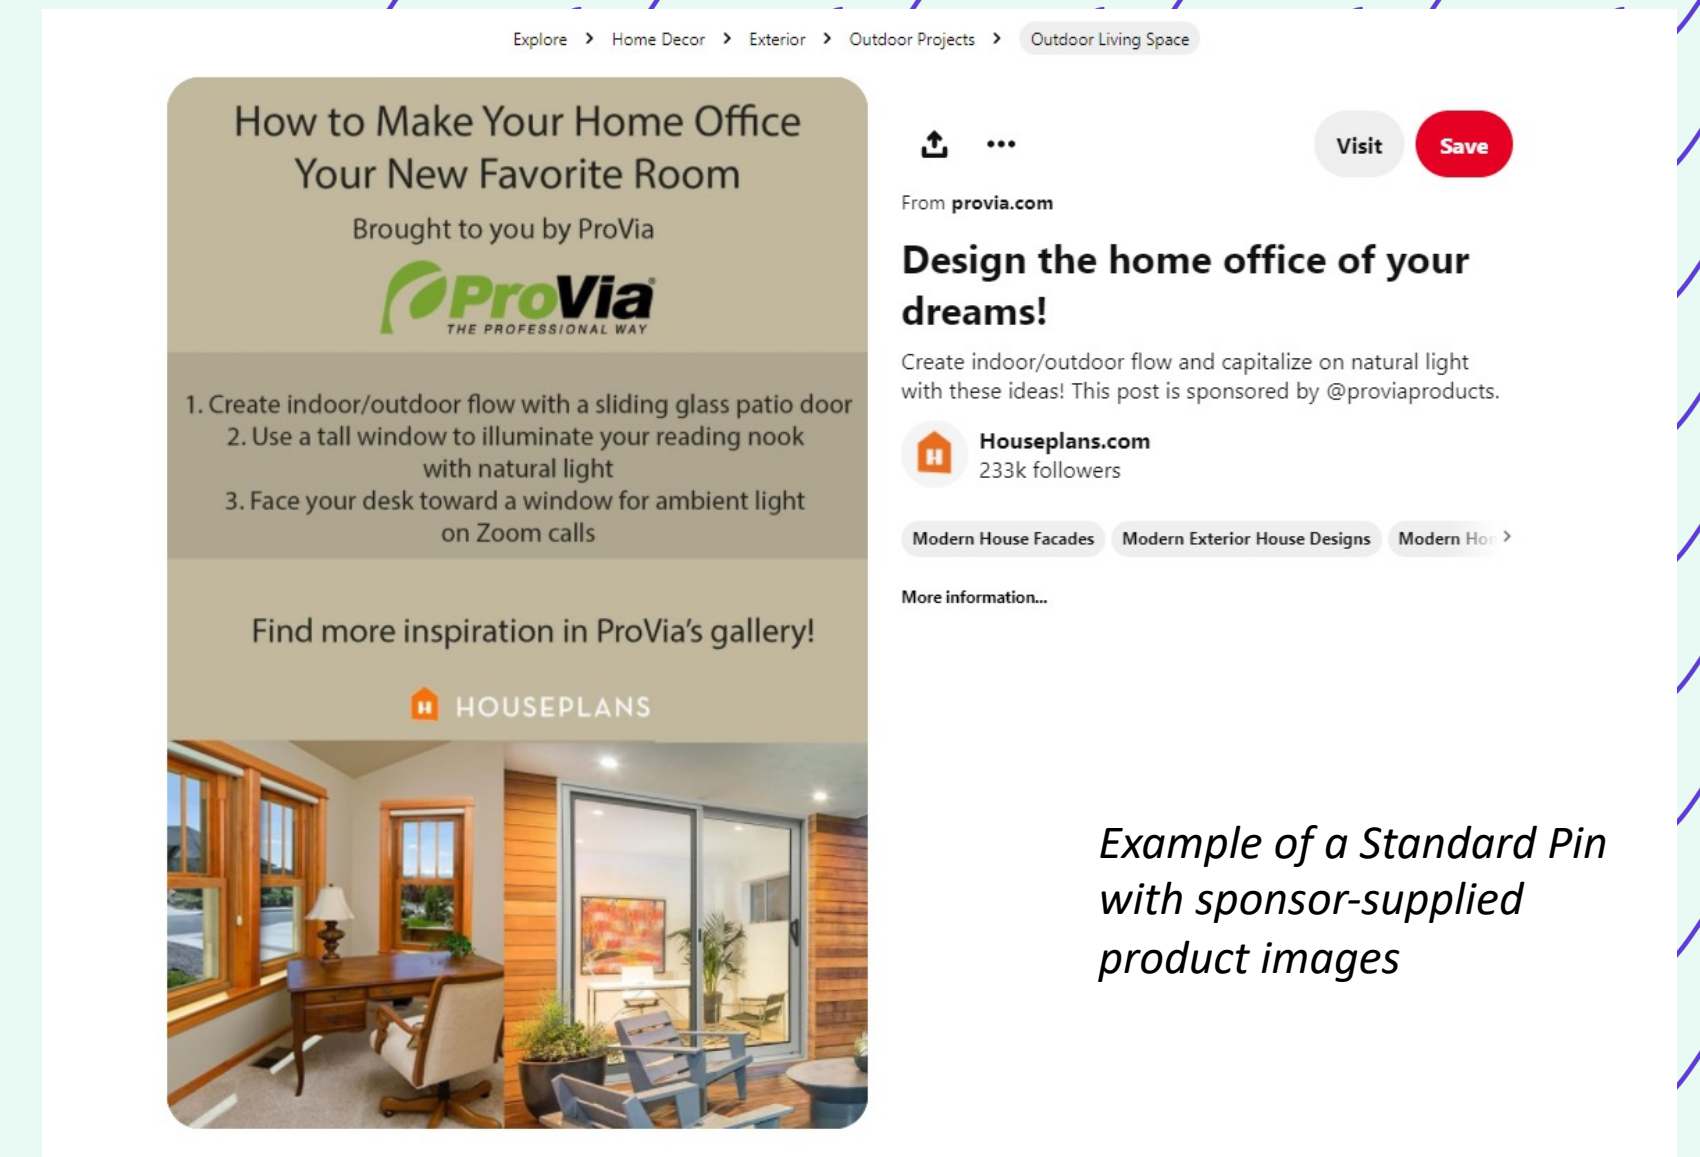 Explore > Home Decor > Exterior > Outdoor Projects > Outdoor Living Space
How to Make Your Home Office
Your New Favorite Room
Brought to you by ProVia
ProVia®
THE PROFESSIONAL WAY
1. Create indoor/outdoor flow with a sliding glass patio door
2. Use a tall window to illuminate your reading nook
with natural light
3. Face your desk toward a window for ambient light
on Zoom calls
Find more inspiration in ProVia's gallery!
H HOUSEPLANS
Visit
Save
From provia.com
Design the home office of your
dreams!
Create indoor/outdoor flow and capitalize on natural light
with these ideas! This post is sponsored by @proviaproducts.
H
Houseplans.com
233k followers
Modern House Facades Modern Exterior House Designs Modern
More information...
Example of a Standard Pin
with sponsor-supplied
product images